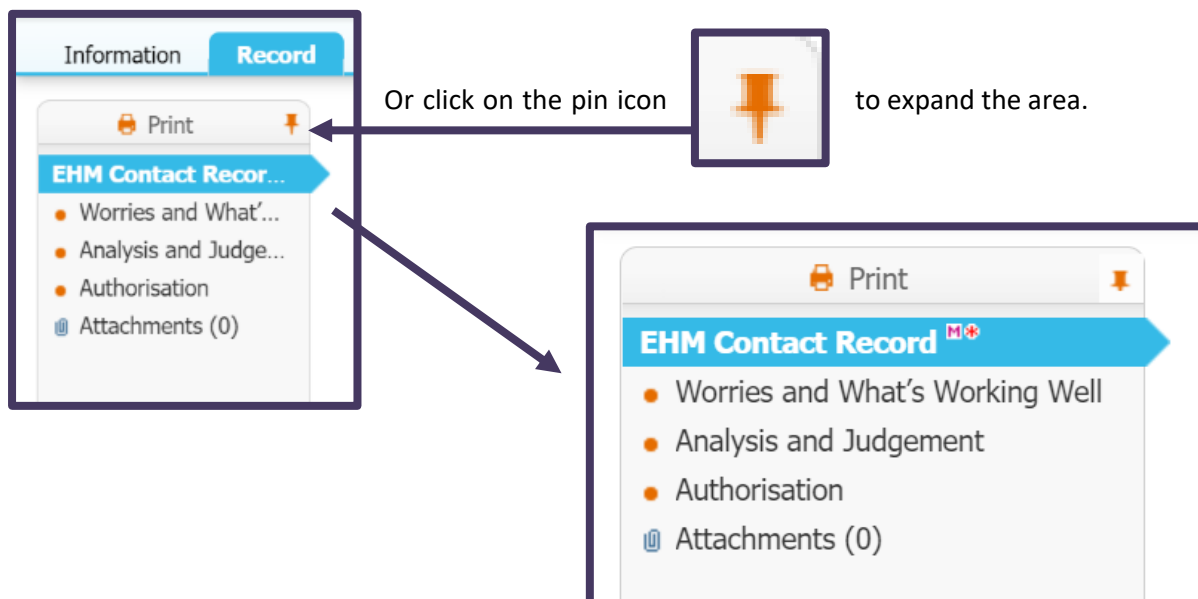 Information Record
Print
EHM Contact Recor...
Worries and What'...
Analysis and Judge...
Authorisation
Attachments (0)
Or click on the pin icon to expand the area.
Print
EHM Contact Record M*
Worries and What's Working Well
Analysis and Judgement
Authorisation
Attachments (0)